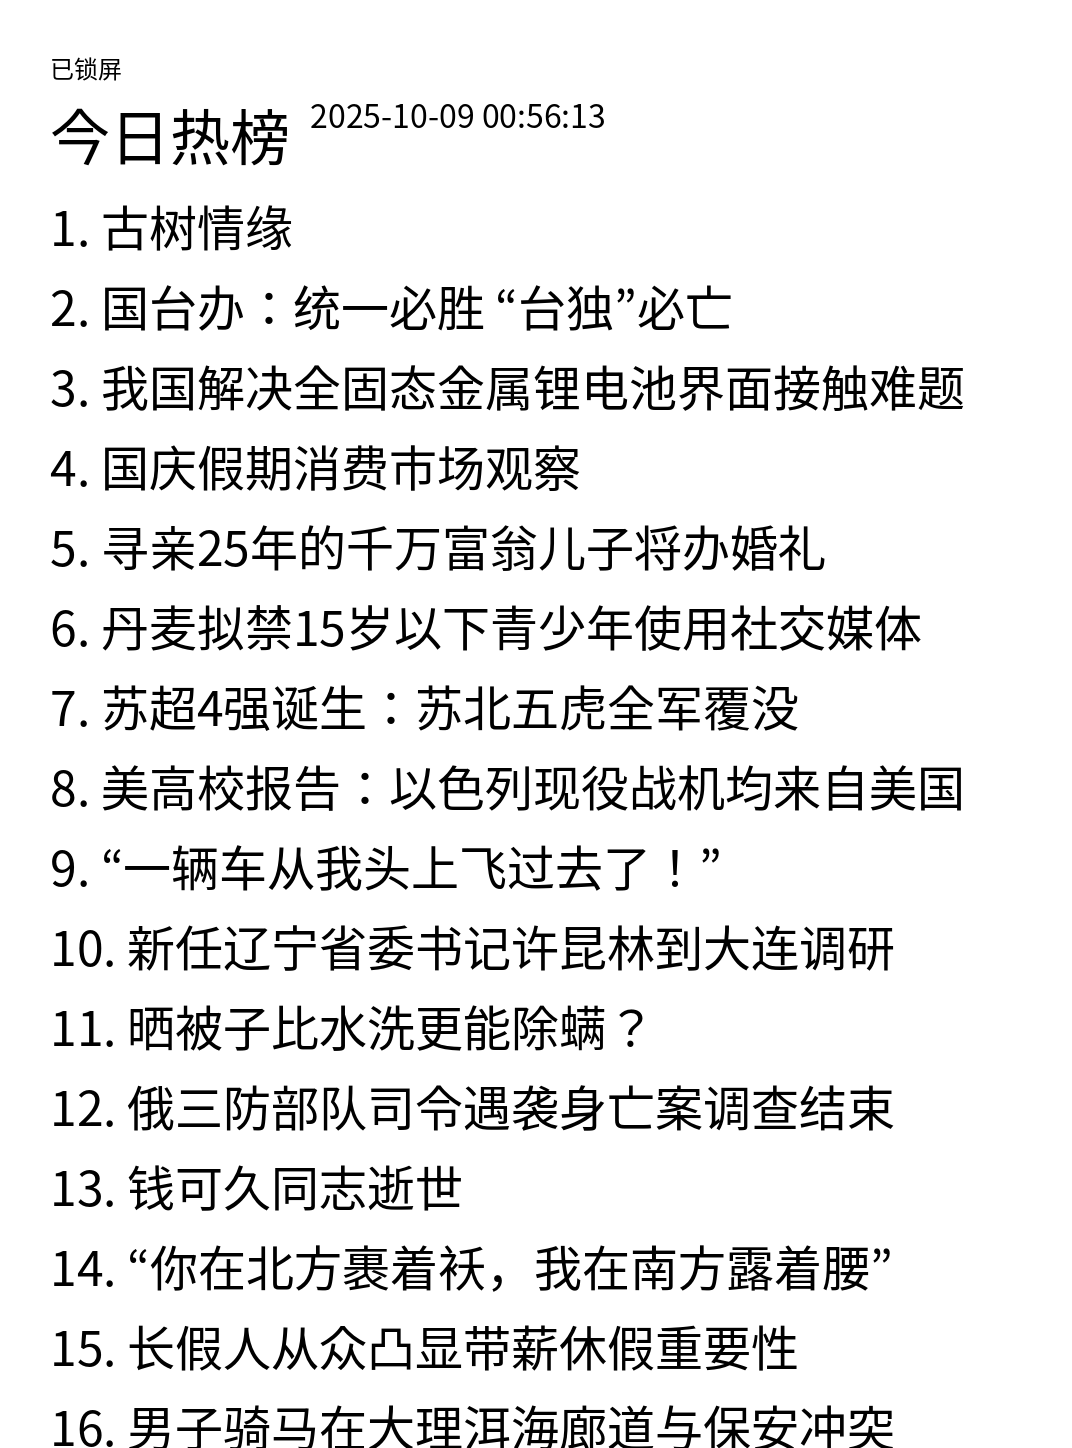 已锁屏
今日热榜 2025-10-09 00:56:13
1. 古树情缘
2. 国台办：统一必胜 “台独”必亡
3. 我国解决全固态金属锂电池界面接触难题
4. 国庆假期消费市场观察
5. 寻亲25年的千万富翁儿子将办婚礼
6. 丹麦拟禁15岁以下青少年使用社交媒体
7. 苏超4强诞生：苏北五虎全军覆没
8. 美高校报告：以色列现役战机均来自美国
9. “一辆车从我头上飞过去了！”
10. 新任辽宁省委书记许昆林到大连调研
11. 晒被子比水洗更能除螨？
12. 俄三防部队司令遇袭身亡案调查结束
13. 钱可久同志逝世
14. “你在北方裹着袄，我在南方露着腰”
15. 长假人从众凸显带薪休假重要性
16. 男子骑马在大理洱海廊道与保安冲突